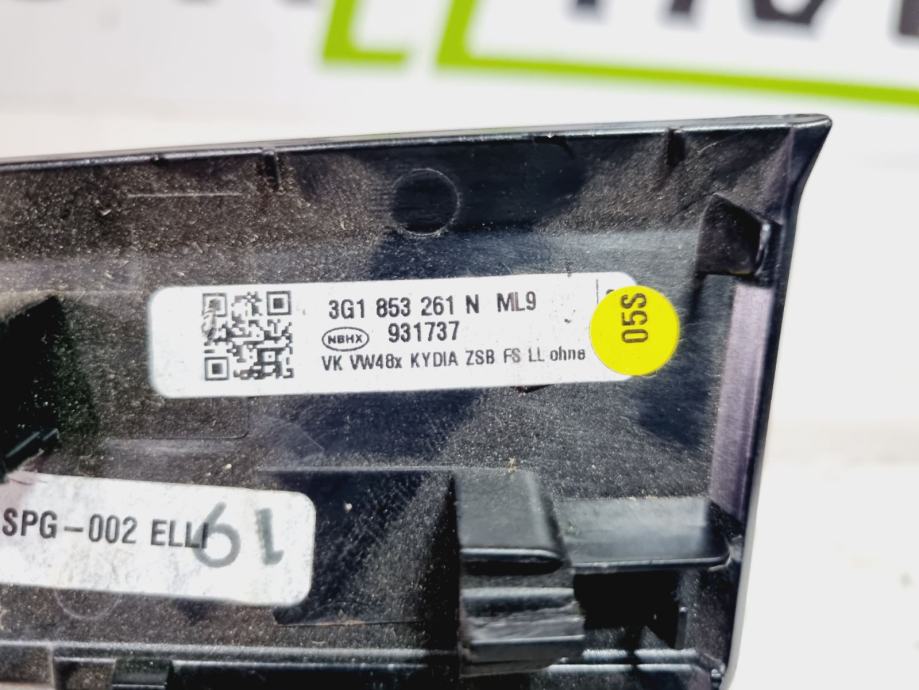 3G1 853 261 N ML9
NBHX 931737
VK VW48x KYDIA ZSB FS LL ohne
05S
SPG-002 ELLI
19